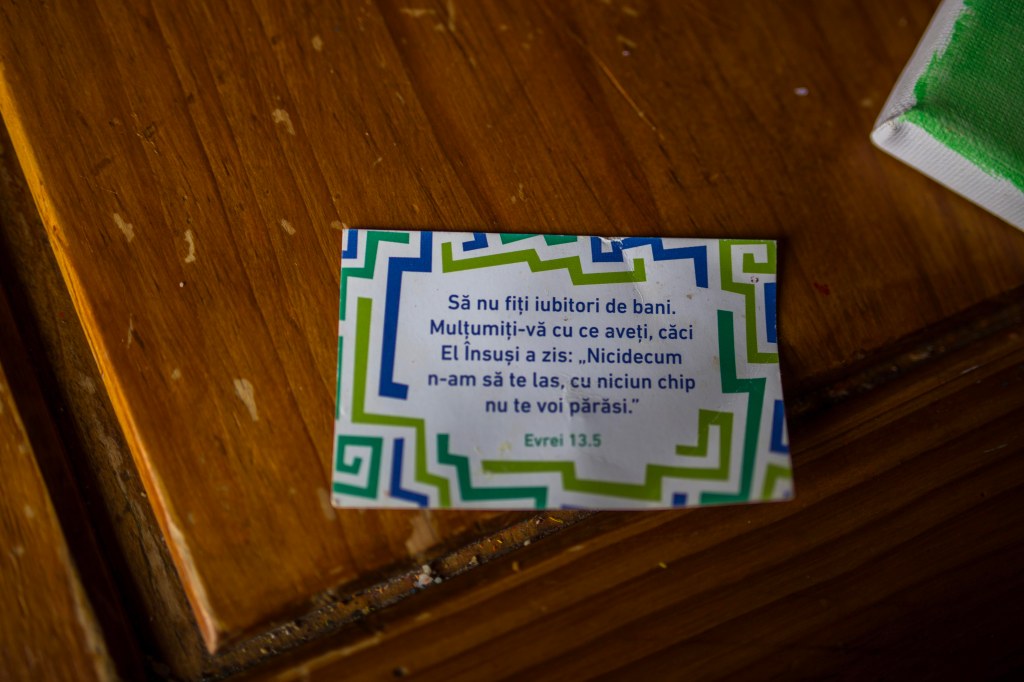 Să nu fiți iubitori de bani.
Mulțumiți-vă cu ce aveți, căci
El Însuși a zis: „Nicidecum
n-am să te las, cu niciun chip
nu te voi părăsi.”
Evrei 13.5